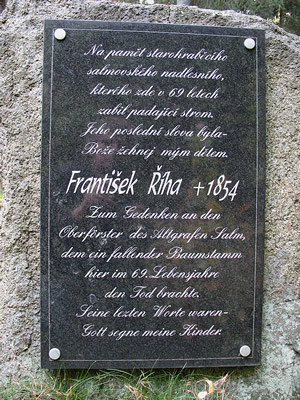 Na pamět starohraběcího
salmovského nadlesního,
kterého zde v 69 letech
zabil padající strom.
Jeho poslední slova byla-
Bože žehnej mým dětem.
František Říha +1854
Zum Gedenken an den
Oberförster des Altgrafen Salm,
dem ein fallender Baumstamm
hier im 69. Lebensjahre
den Tod brachte.
Seine lezten Worte waren-
Gott segne meine Kinder.